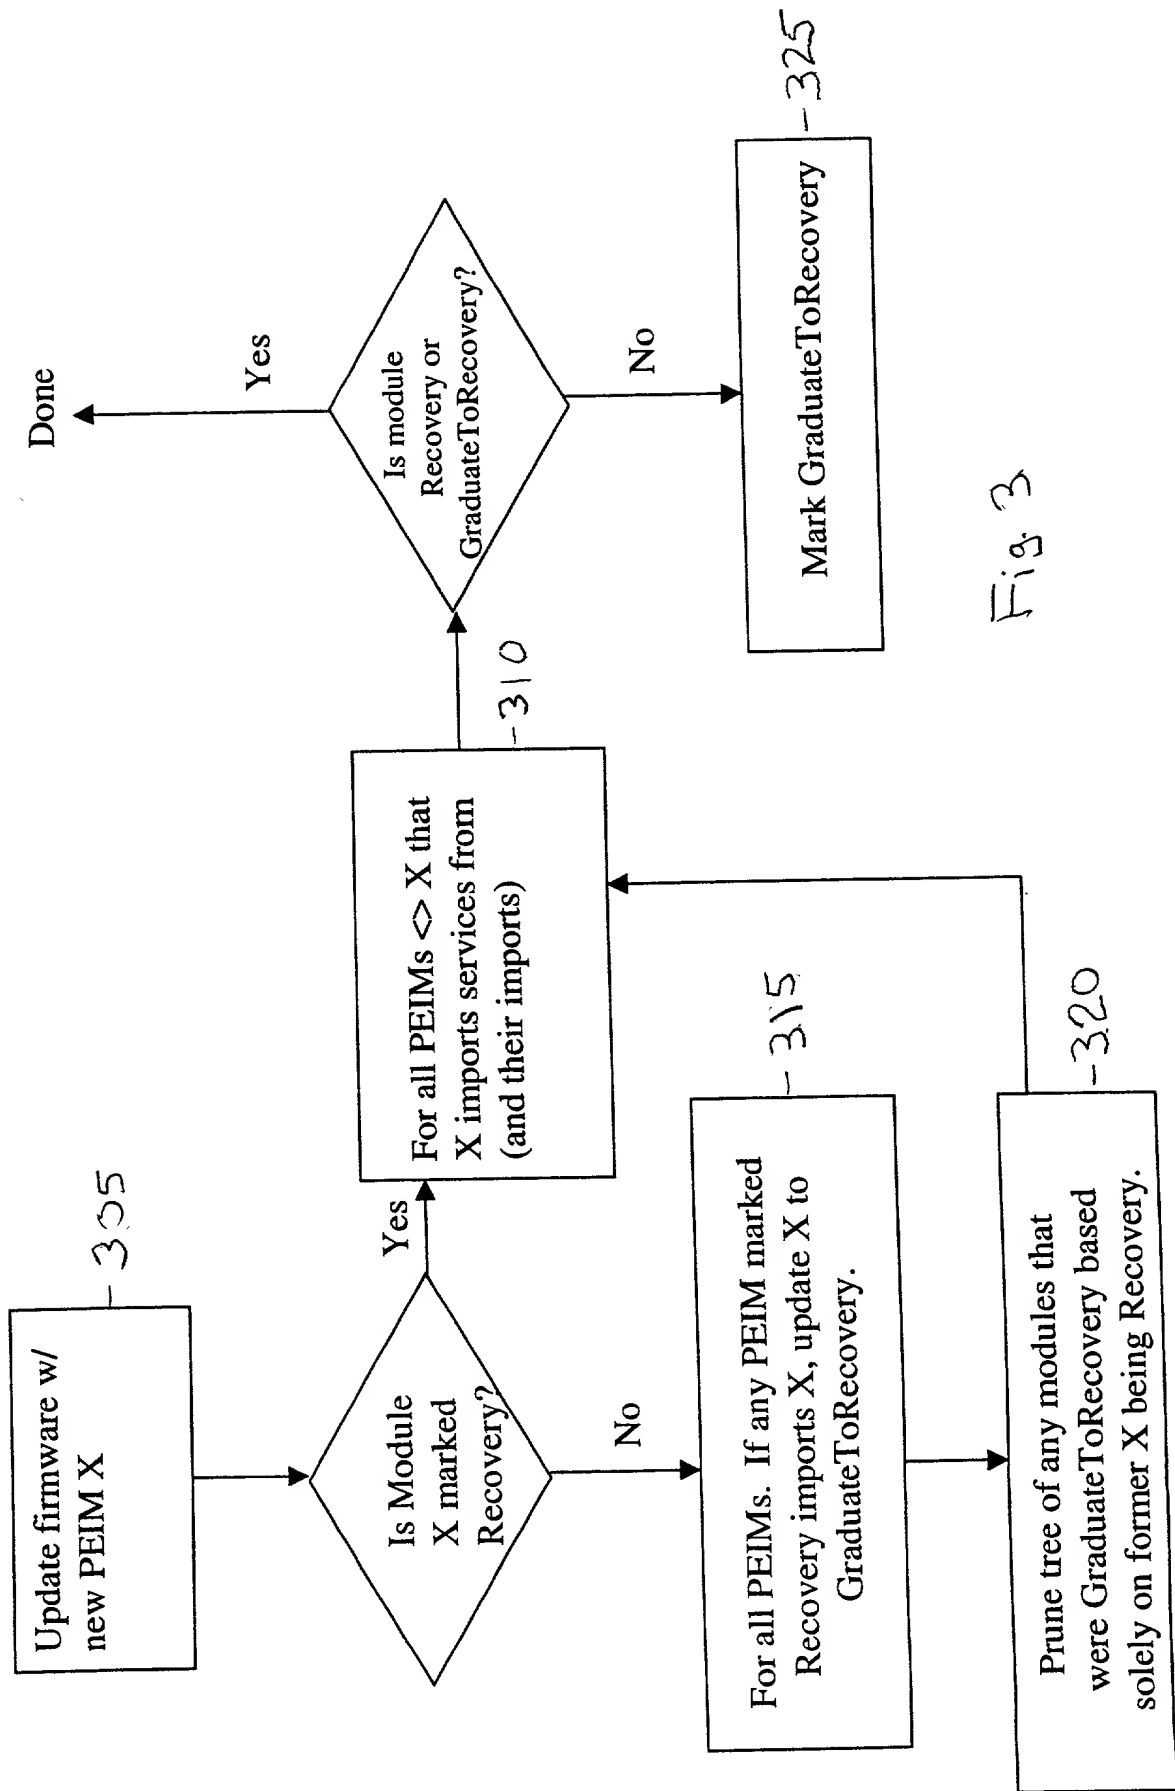 Update firmware w/
new PEIM X
-305
Is Module
X marked
Recovery?
Yes
No
For all PEIMs <> X that
X imports services from
(and their imports)
-310
Is module
Recovery or
GraduateToRecovery?
Yes
Done
No
Mark GraduateToRecovery
-325
For all PEIMs. If any PEIM marked
Recovery imports X, update X to
GraduateToRecovery.
-315
Prune tree of any modules that
were GraduateToRecovery based
solely on former X being Recovery.
-320
Fig. 3